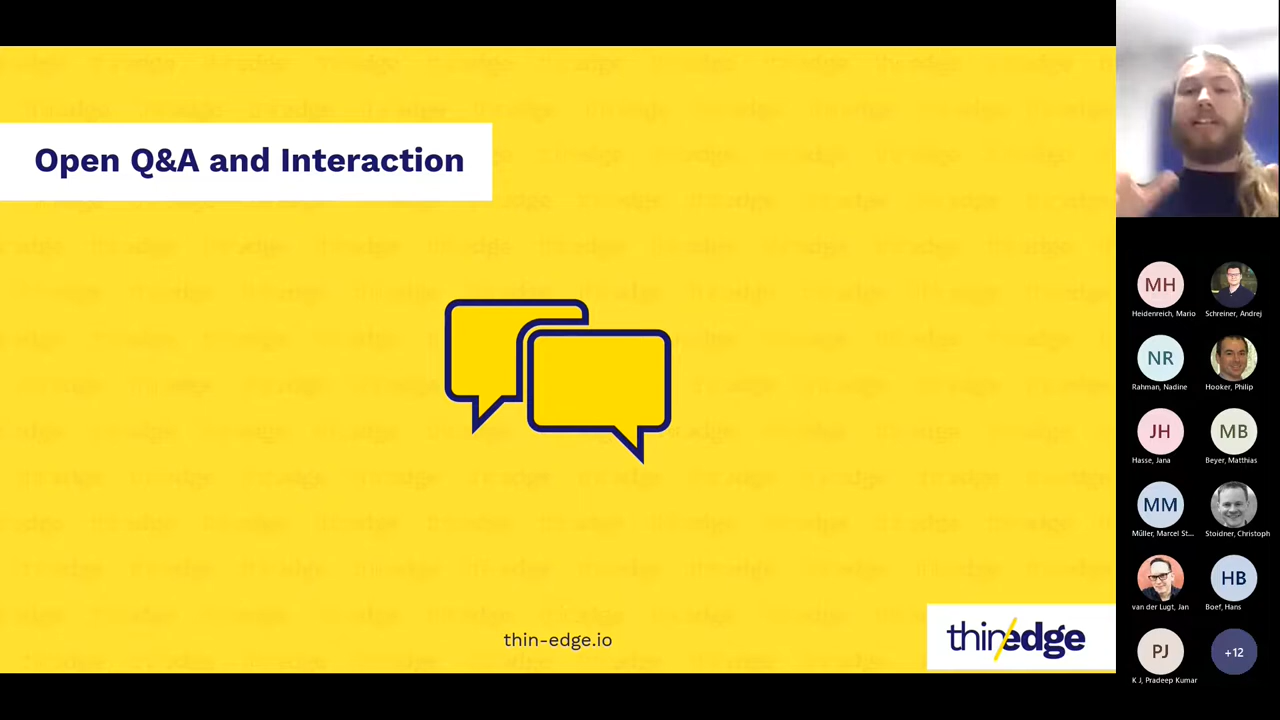 Open Q&A and Interaction
thin-edge.io
thin/edge
MH
Heidenreich, Mario
Schreiner, Andrej
NR
Rahman, Nadine
Hooker, Philip
JH
Hasse, Jana
MB
Beyer, Matthias
MM
Müller, Marcel St...
Stoidner, Christoph
van der Lugt, Jan
HB
Boef, Hans
PJ
K J, Pradeep Kumar
+12